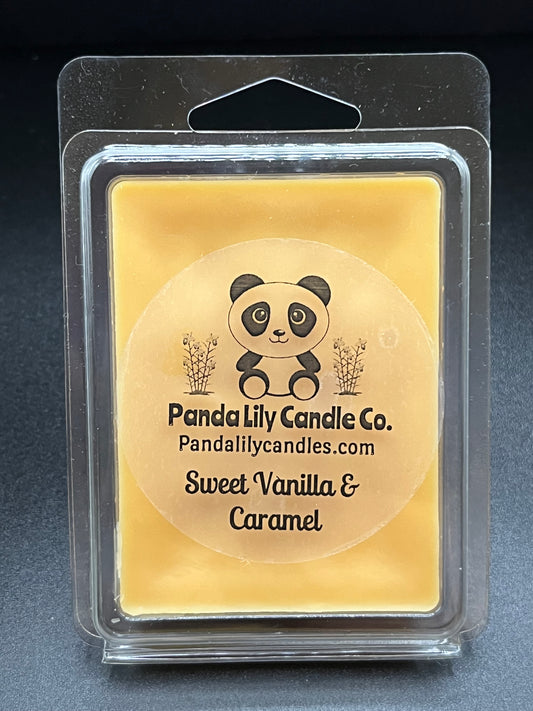 Panda Lily Candle Co.
Pandalilycandles.com
Sweet Vanilla &
Caramel